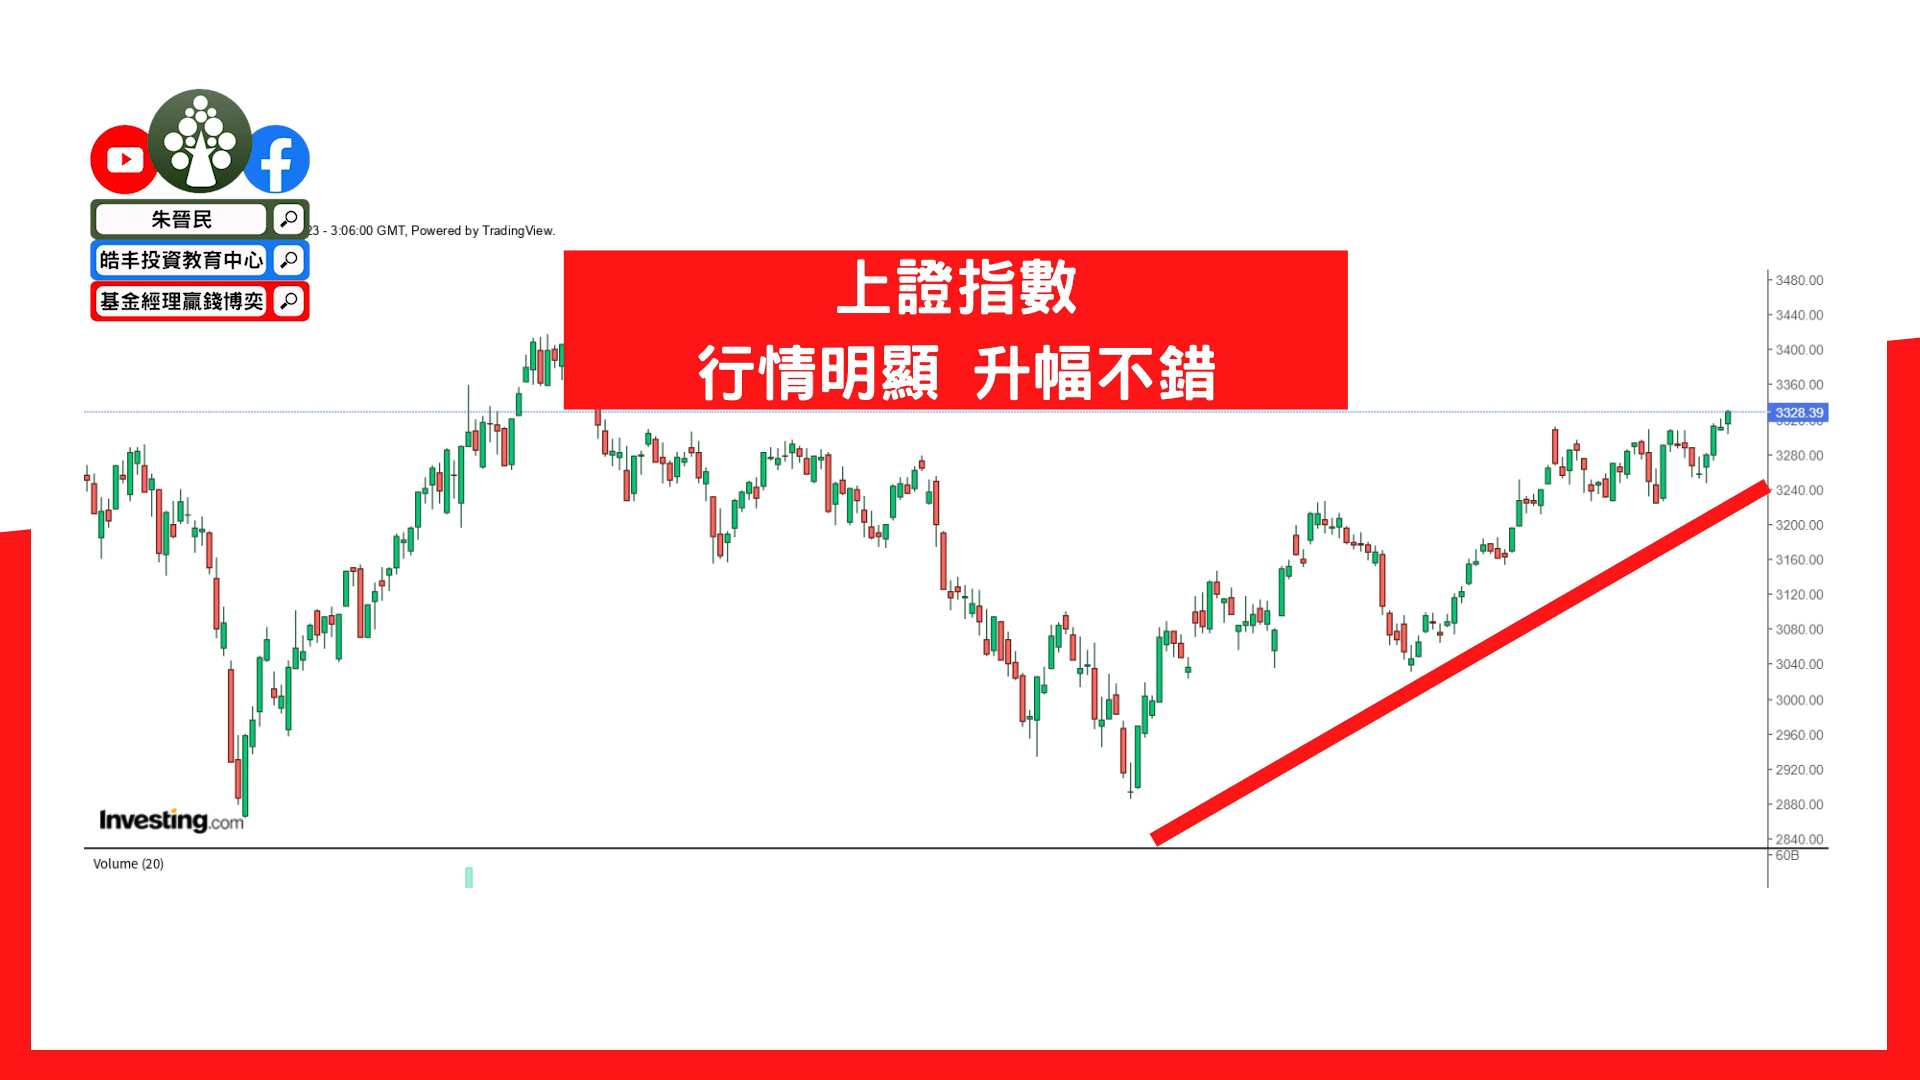 朱晉民
皓丰投資教育中心
基金經理贏錢博奕
23 - 3:06:00 GMT, Powered by TradingView.
上證指數
行情明顯 升幅不錯
3480.00
3440.00
3400.00
3360.00
3328.39
3320.00
3280.00
3240.00
3200.00
3160.00
3120.00
3080.00
3040.00
3000.00
2960.00
2920.00
2880.00
2840.00
60B
Investing.com
Volume (20)